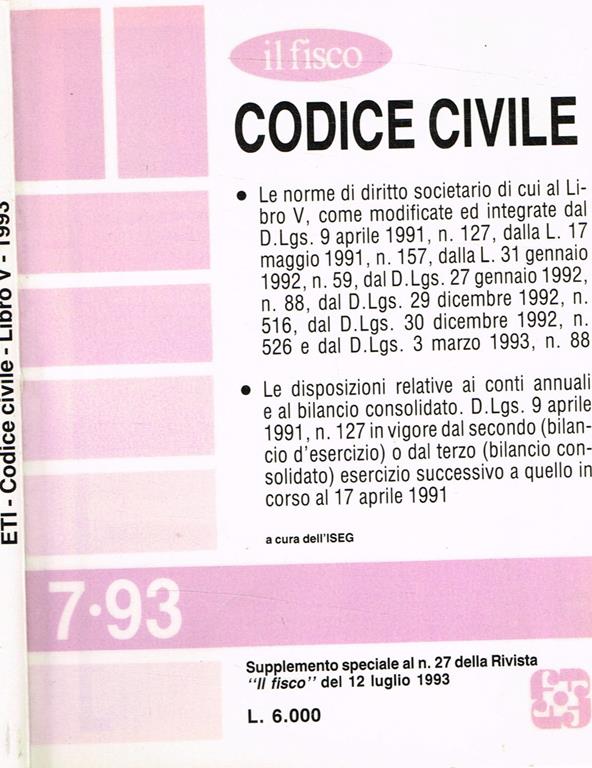 il fisco
CODICE CIVILE
● Le norme di diritto societario di cui al Li-
bro V, come modificate ed integrate dal
D.Lgs. 9 aprile 1991, n. 127, dalla L. 17
maggio 1991, n. 157, dalla L. 31 gennaio
1992, n. 59, dal D.Lgs. 27 gennaio 1992,
n. 88, dal D.Lgs. 29 dicembre 1992, n.
516, dal D.Lgs. 30 dicembre 1992, n.
526 e dal D.Lgs. 3 marzo 1993, n. 88
● Le disposizioni relative ai conti annuali
e al bilancio consolidato. D.Lgs. 9 aprile
1991, n. 127 in vigore dal secondo (bilan-
cio d'esercizio) o dal terzo (bilancio con-
solidato) esercizio successivo a quello in
corso al 17 aprile 1991
a cura dell'ISEG
7•93
Supplemento speciale al n. 27 della Rivista
"Il fisco" del 12 luglio 1993
L. 6.000
ETI - Codice civile - Libro V - 1993